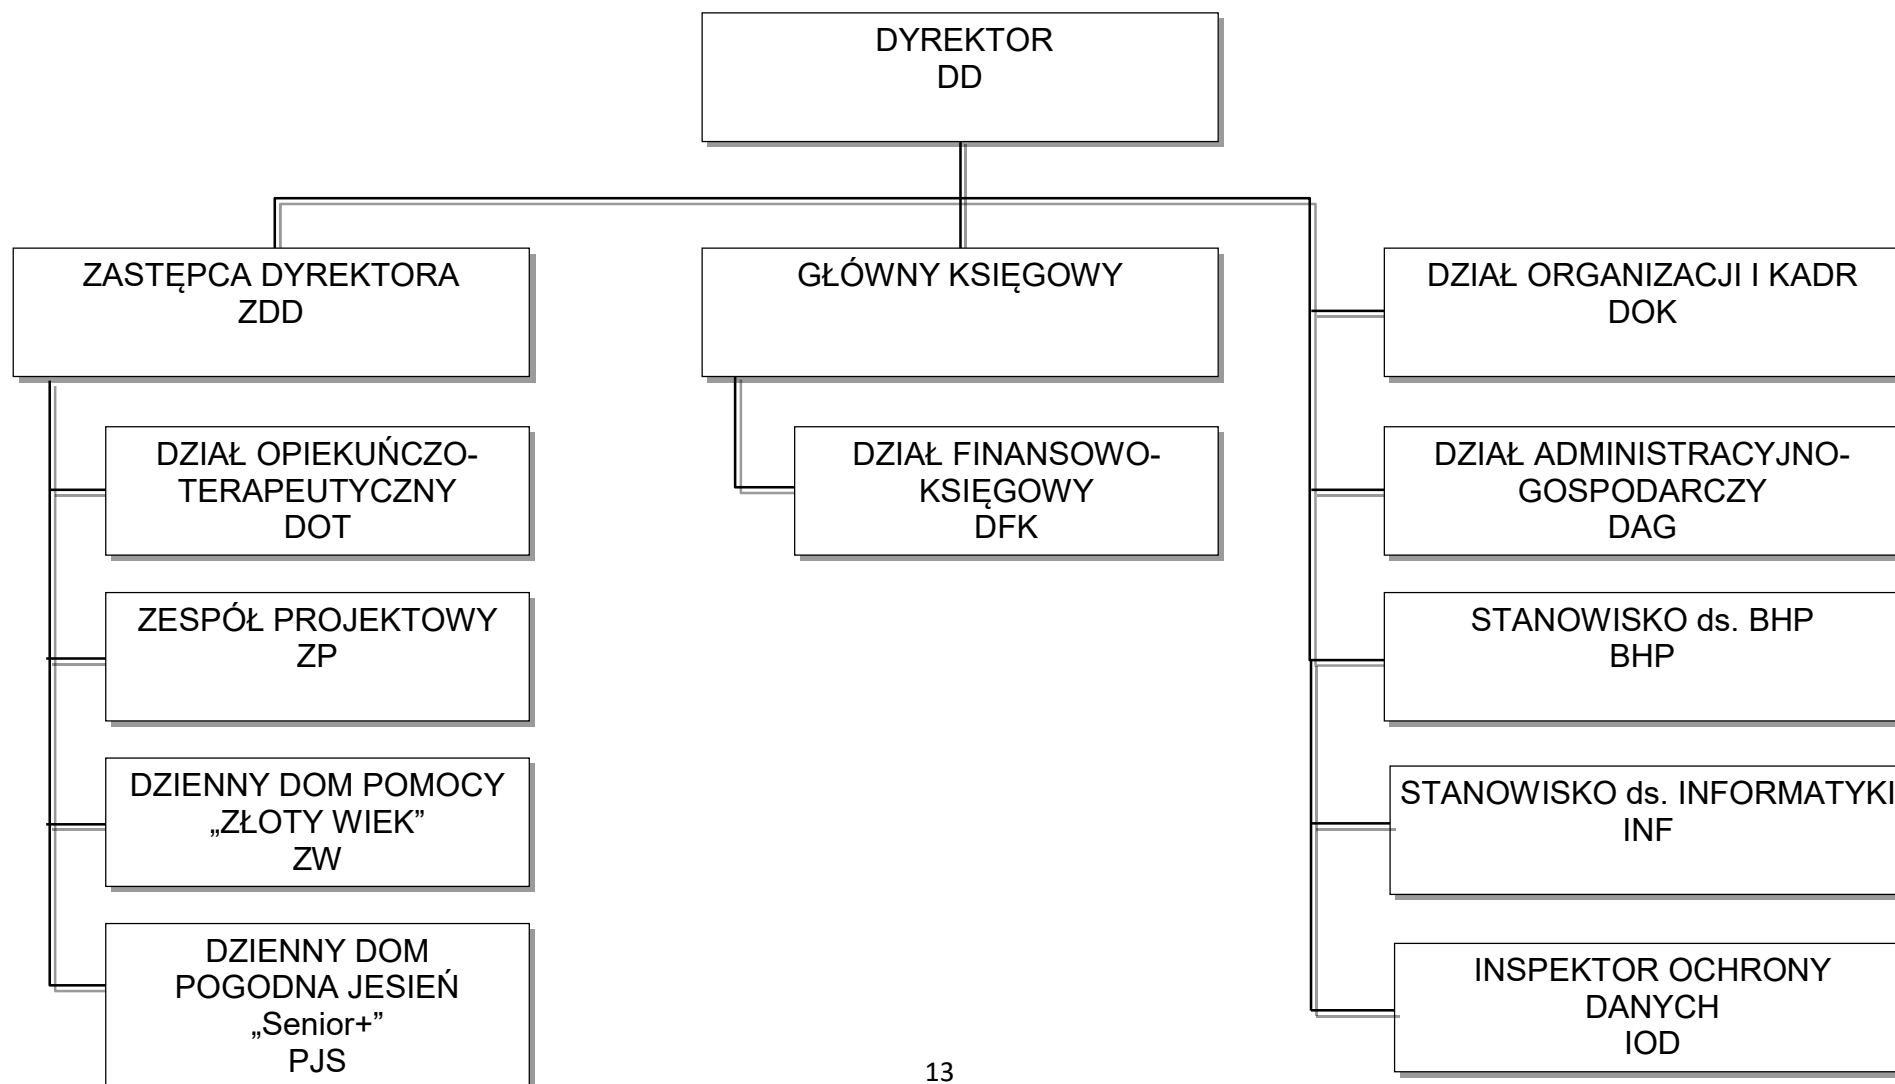 DYREKTOR
DD
ZASTĘPCA DYREKTORA
ZDD
GŁÓWNY KSIĘGOWY
DZIAŁ ORGANIZACJI I KADR
DOK
DZIAŁ OPIEKUŃCZO-
TERAPEUTYCZNY
DOT
DZIAŁ FINANSOWO-
KSIĘGOWY
DFK
DZIAŁ ADMINISTRACYJNO-
GOSPODARCZY
DAG
ZESPÓŁ PROJEKTOWY
ZP
STANOWISKO ds. BHP
BHP
DZIENNY DOM POMOCY
„ZŁOTY WIEK”
ZW
STANOWISKO ds. INFORMATYKI
INF
DZIENNY DOM
POGODNA JESIEŃ
„Senior+”
PJS
INSPEKTOR OCHRONY
DANYCH
IOD
13